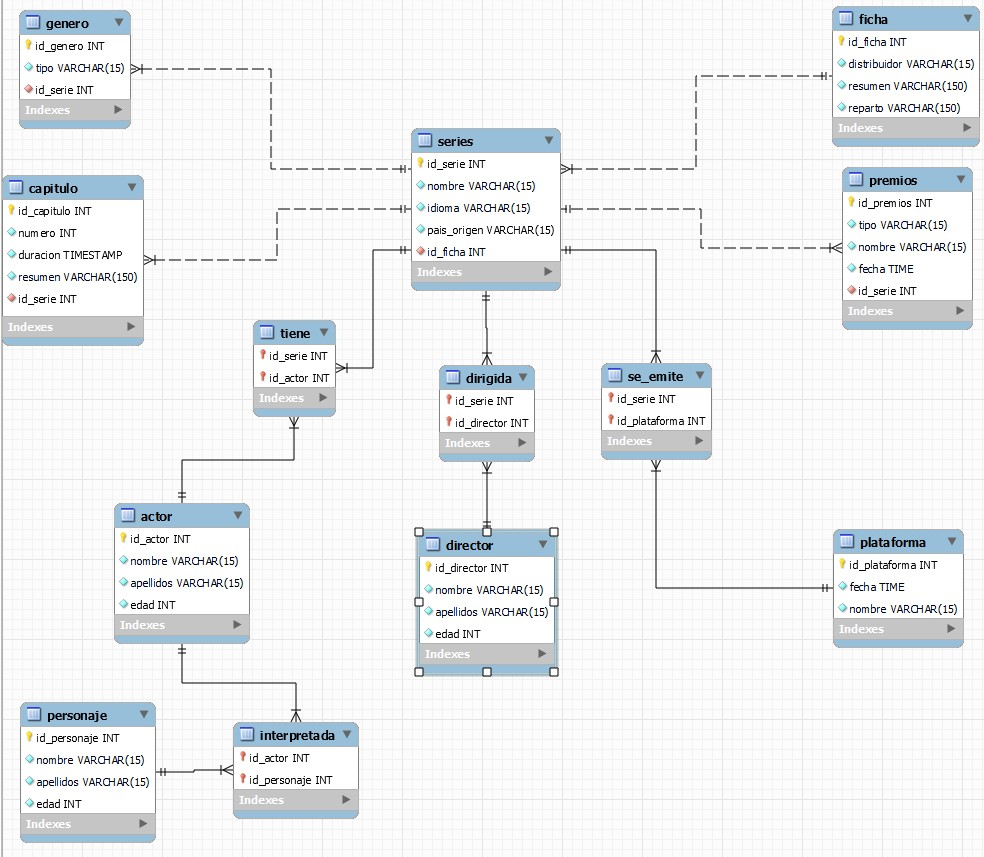 genero
id_genero INT
tipo VARCHAR(15)
id_serie INT
Indexes
ficha
id_ficha INT
distribuidor VARCHAR(15)
resumen VARCHAR(150)
reparto VARCHAR(150)
Indexes
series
id_serie INT
nombre VARCHAR(15)
idioma VARCHAR(15)
pais_origen VARCHAR(15)
id_ficha INT
Indexes
capitulo
id_capitulo INT
numero INT
duracion TIMESTAMP
resumen VARCHAR(150)
id_serie INT
Indexes
premios
id_premios INT
tipo VARCHAR(15)
nombre VARCHAR(15)
fecha TIME
id_serie INT
Indexes
tiene
id_serie INT
id_actor INT
Indexes
dirigida
id_serie INT
id_director INT
Indexes
se_emite
id_serie INT
id_plataforma INT
Indexes
actor
id_actor INT
nombre VARCHAR(15)
apellidos VARCHAR(15)
edad INT
Indexes
director
id_director INT
nombre VARCHAR(15)
apellidos VARCHAR(15)
edad INT
Indexes
plataforma
id_plataforma INT
fecha TIME
nombre VARCHAR(15)
Indexes
personaje
id_personaje INT
nombre VARCHAR(15)
apellidos VARCHAR(15)
edad INT
Indexes
interpretada
id_actor INT
id_personaje INT
Indexes